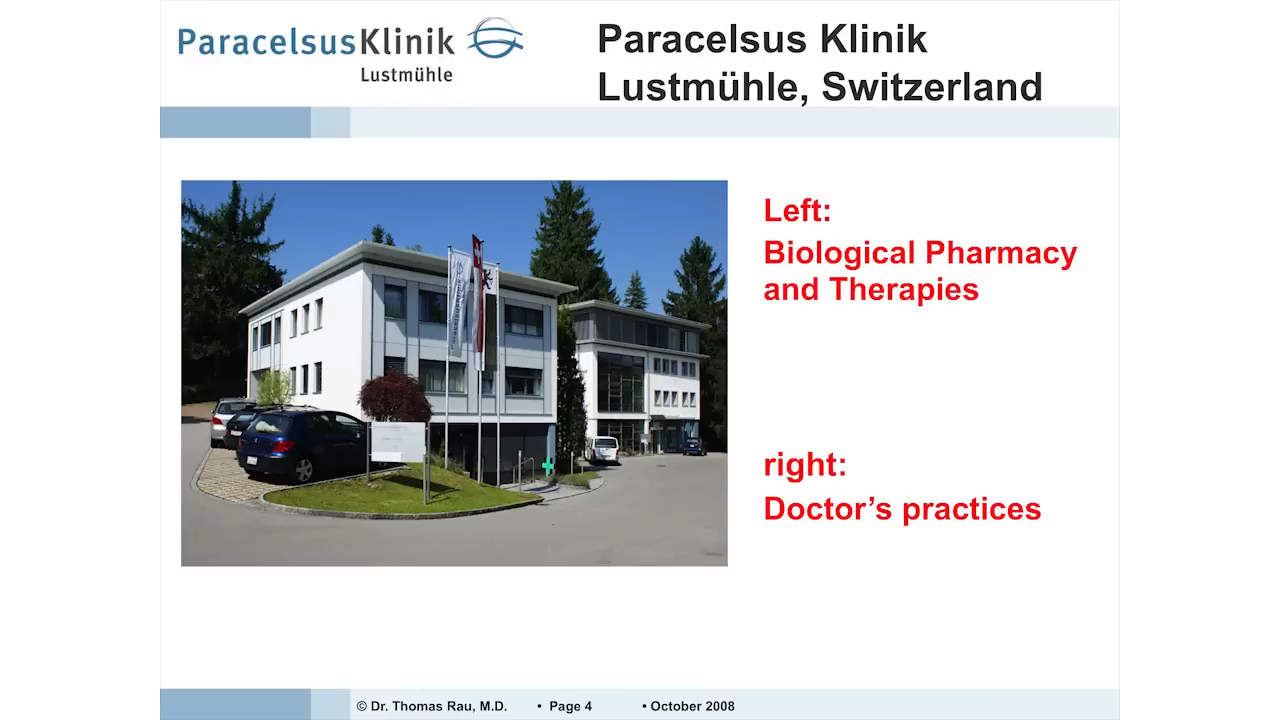 ParacelsusKlinik
Lustmühle
Paracelsus Klinik
Lustmühle, Switzerland
Left:
Biological Pharmacy
and Therapies
right:
Doctor’s practices
© Dr. Thomas Rau, M.D. • Page 4 • October 2008